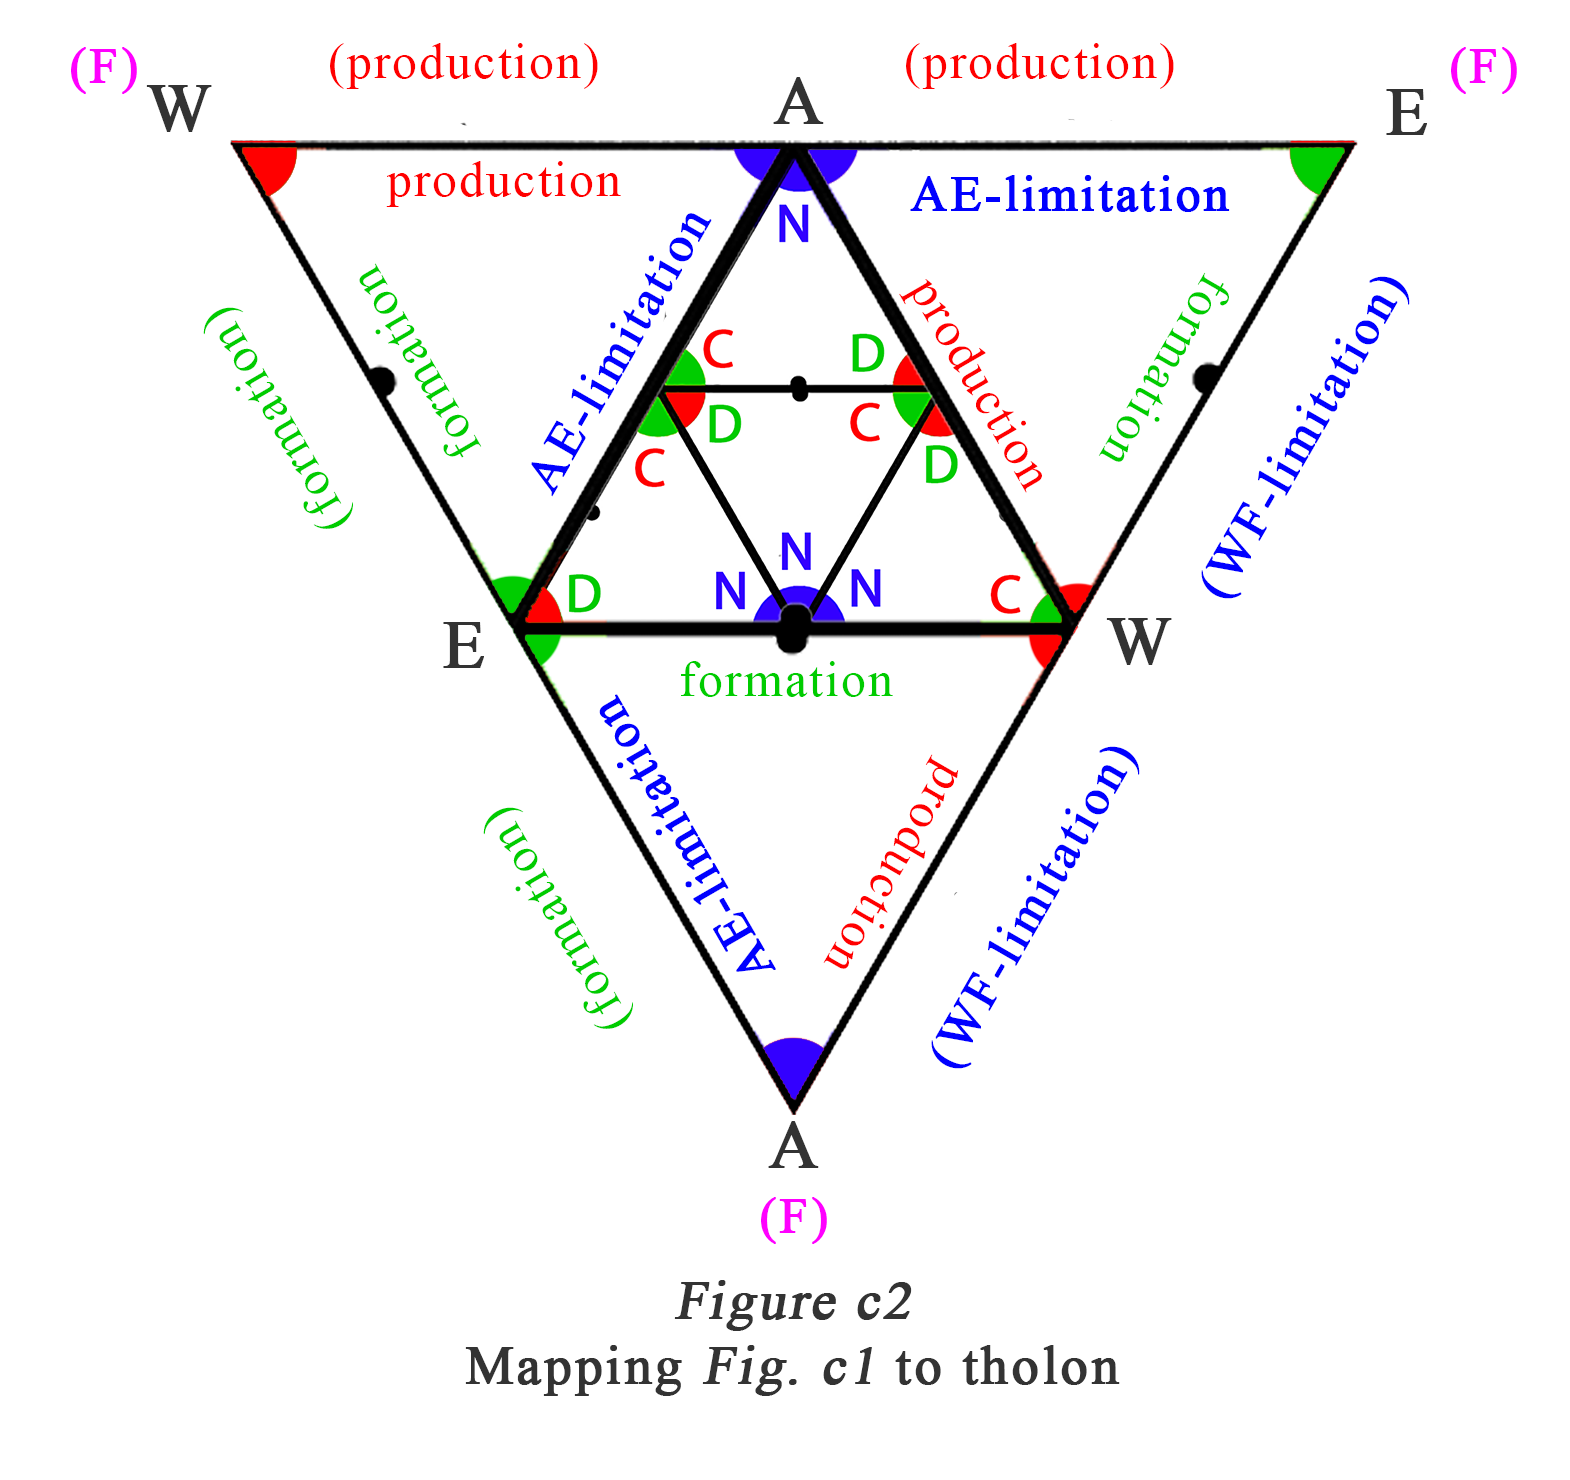 (F) (production) (production) (F)
W A E
production AE-limitation
N
AE-limitation production
formation formation
(formation) (WF-limitation)
C D
D C
C D
N
D N N C
E W
formation
AE-limitation production
(formation) (WF-limitation)
A
(F)
Figure c2
Mapping Fig. c1 to tholon